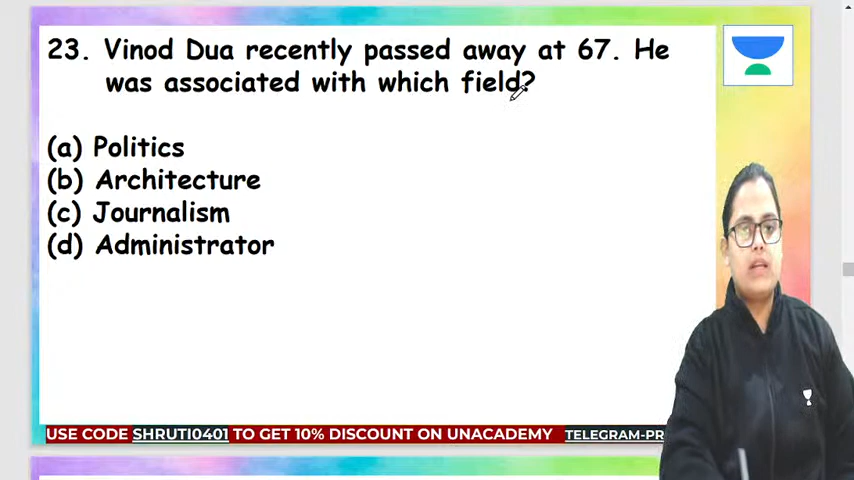 23. Vinod Dua recently passed away at 67. He
was associated with which field?
(a) Politics
(b) Architecture
(c) Journalism
(d) Administrator
USE CODE SHRUTI0401 TO GET 10% DISCOUNT ON UNACADEMY TELEGRAM-PR